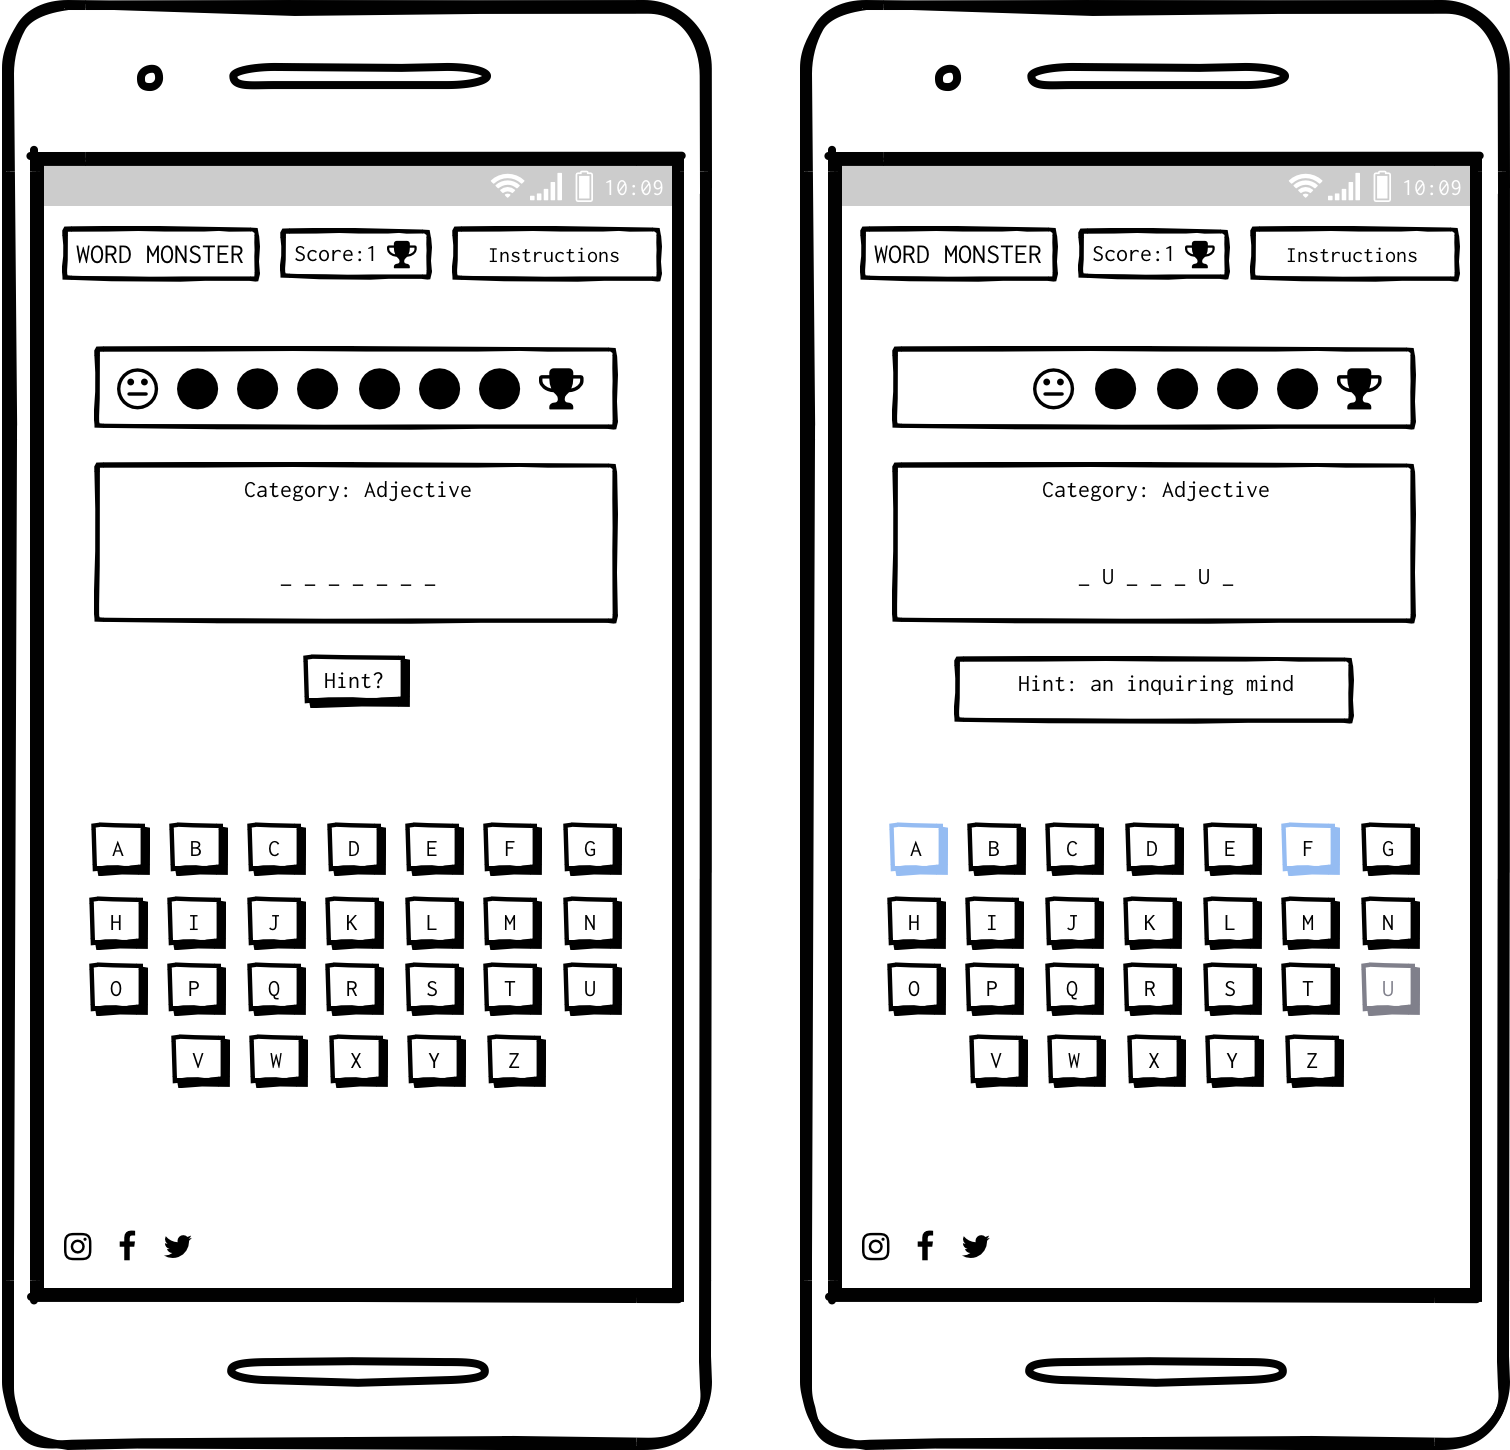 10:09
WORD MONSTER Score:1 Instructions
Category: Adjective
_ _ _ _ _ _ _
Hint?
A B C D E F G
H I J K L M N
O P Q R S T U
V W X Y Z
10:09
WORD MONSTER Score:1 Instructions
Category: Adjective
_ U _ _ _ U _
Hint: an inquiring mind
A B C D E F G
H I J K L M N
O P Q R S T U
V W X Y Z